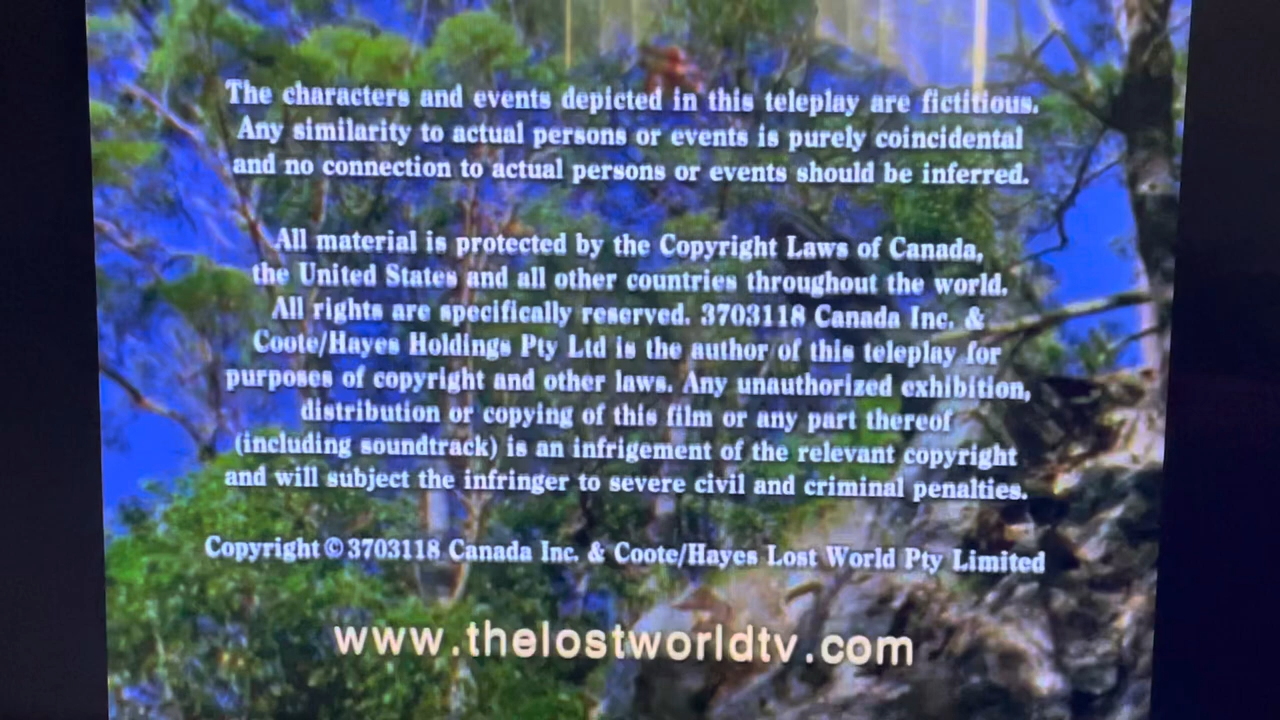 The characters and events depicted in this teleplay are fictitious.
Any similarity to actual persons or events is purely coincidental
and no connection to actual persons or events should be inferred.
All material is protected by the Copyright Laws of Canada,
the United States and all other countries throughout the world.
All rights are specifically reserved. 3703118 Canada Inc. &
Coote/Hayes Holdings Pty Ltd is the author of this teleplay for
purposes of copyright and other laws. Any unauthorized exhibition,
distribution or copying of this film or any part thereof
(including soundtrack) is an infrigement of the relevant copyright
and will subject the infringer to severe civil and criminal penalties.
Copyright © 3703118 Canada Inc. & Coote/Hayes Lost World Pty Limited
www.thelostworldtv.com